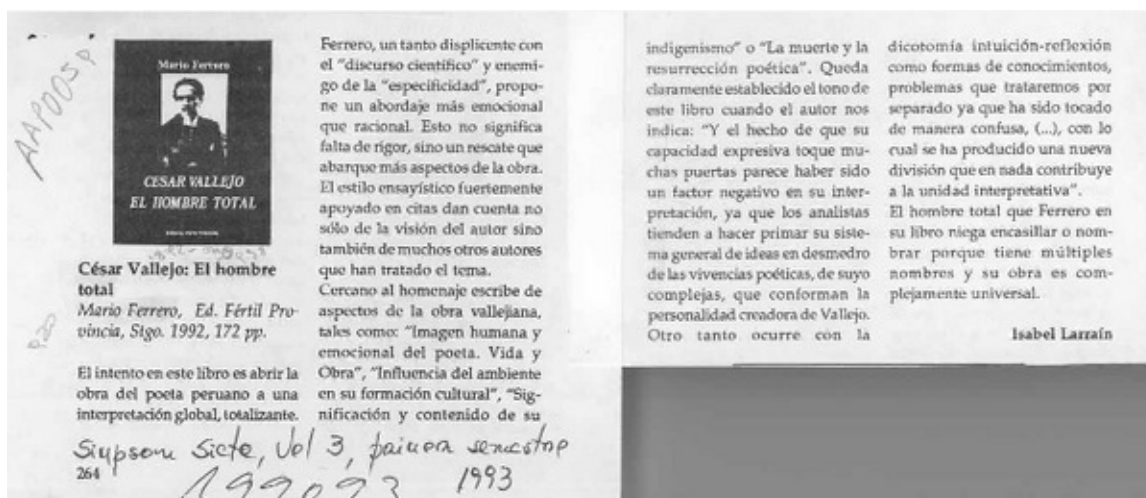 AAP005P
Mario Ferrero
CESAR VALLEJO
EL HOMBRE TOTAL
César Vallejo: El hombre
total
Mario Ferrero, Ed. Fértil Pro-
vincia, Stgo. 1992, 172 pp.
El intento en este libro es abrir la
obra del poeta peruano a una
interpretación global, totalizante.
264
Ferrero, un tanto displicente con
el "discurso científico" y enemi-
go de la "especificidad", propo-
ne un abordaje más emocional
que racional. Esto no significa
falta de rigor, sino un rescate que
abarque más aspectos de la obra.
El estilo ensayístico fuertemente
apoyado en citas dan cuenta no
sólo de la visión del autor sino
también de muchos otros autores
que han tratado el tema.
Cercano al homenaje escribe de
aspectos de la obra vallejiana,
tales como: "Imagen humana y
emocional del poeta. Vida y
Obra", "Influencia del ambiente
en su formación cultural", "Sig-
nificación y contenido de su
indigenismo" o "La muerte y la
resurrección poética". Queda
claramente establecido el tono de
este libro cuando el autor nos
indica: "Y el hecho de que su
capacidad expresiva toque mu-
chas puertas parece haber sido
un factor negativo en su inter-
pretación, ya que los analistas
tienden a hacer primar su siste-
ma general de ideas en desmedro
de las vivencias poéticas, de suyo
complejas, que conforman la
personalidad creadora de Vallejo.
Otro tanto ocurre con la
dicotomía intuición-reflexión
como formas de conocimientos,
problemas que trataremos por
separado ya que ha sido tocado
de manera confusa, (...), con lo
cual se ha producido una nueva
división que en nada contribuye
a la unidad interpretativa".
El hombre total que Ferrero en
su libro niega encasillar o nom-
brar porque tiene múltiples
nombres y su obra es com-
plejamente universal.
Isabel Larraín
Simpson Siete, Vol 3, primer semestre
1993